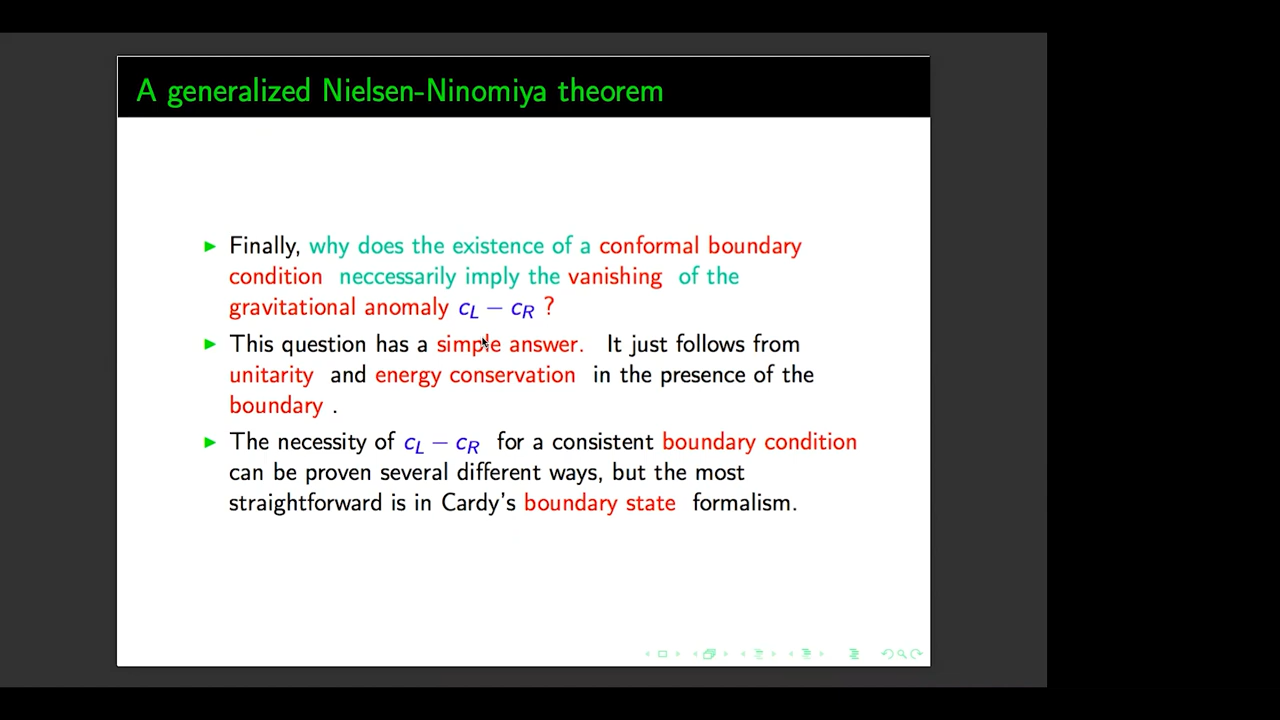 A generalized Nielsen-Ninomiya theorem
▶ Finally, why does the existence of a conformal boundary
condition neccessarily imply the vanishing of the
gravitational anomaly c_L − c_R ?
▶ This question has a simple answer. It just follows from
unitarity and energy conservation in the presence of the
boundary .
▶ The necessity of c_L − c_R for a consistent boundary condition
can be proven several different ways, but the most
straightforward is in Cardy's boundary state formalism.